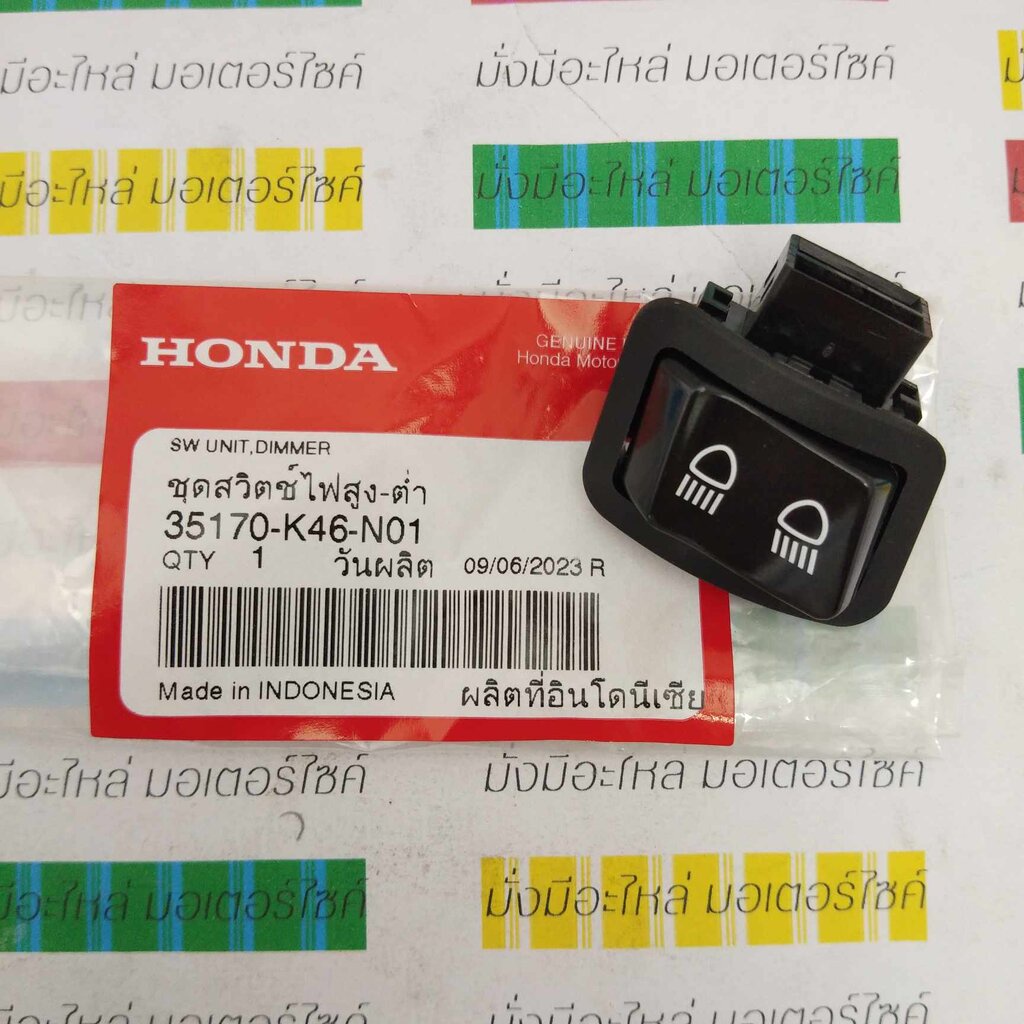 มีอะไหล่ มอเตอร์ไซค์
มั่งมีอะไหล่ มอเตอร์ไซค์
มีอะไหล่ มอเตอร์ไซค์
มั่งมีอะไหล่ มอเตอร์ไซค์
HONDA
GENUINE
Honda Moto
SW UNIT,DIMMER
ชุดสวิตช์ไฟสูง-ต่ำ
35170-K46-N01
QTY 1 วันผลิต 09/06/2023 R
Made in INDONESIA ผลิตที่อินโดนีเซีย
มีอะไหล่ มอเตอร์ไซค์
มั่งมีอะไหล่ มอเตอร์ไซค์
มีอะไหล่ มอเตอร์ไซค์
มั่งมีอะไหล่ มอเตอร์ไซค์